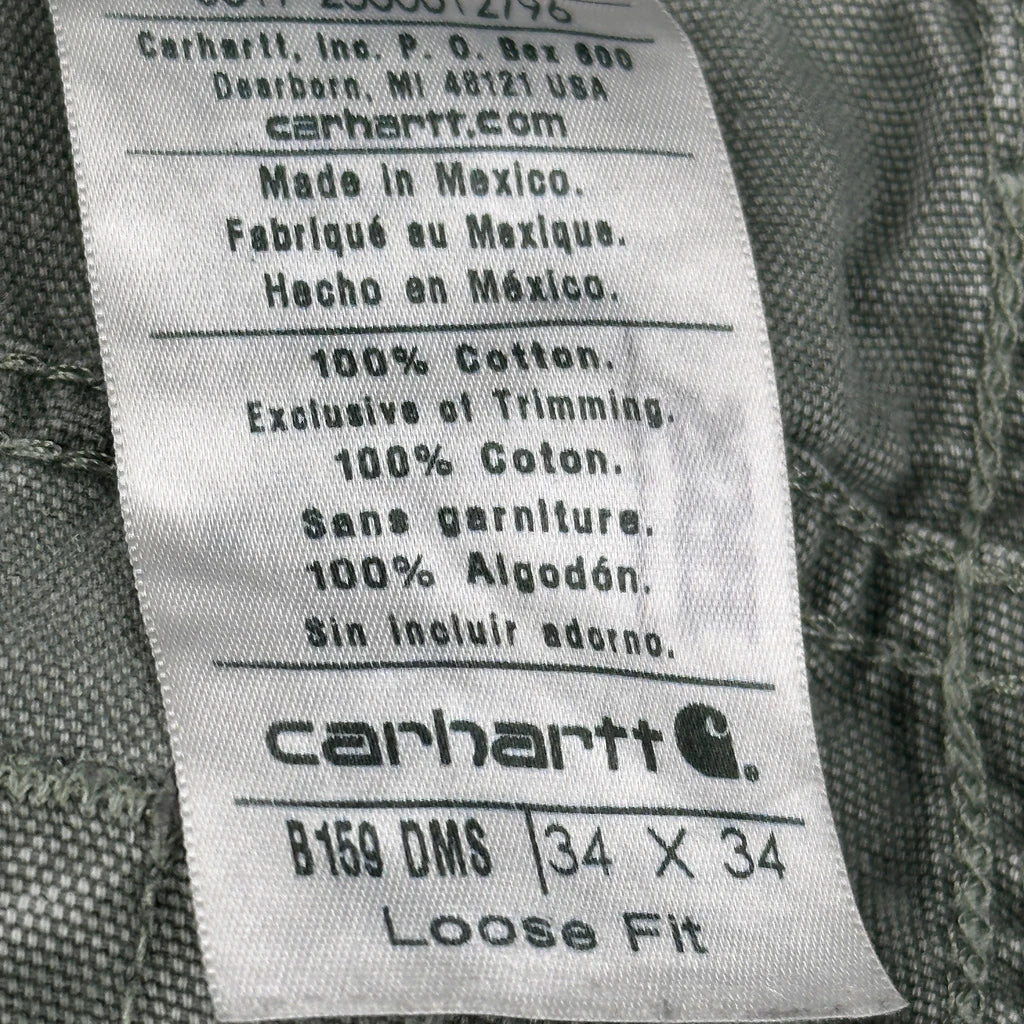 Carhartt, Inc. P. O. Box 600
Dearborn, MI 48121 USA
carhartt.com
Made in Mexico.
Fabriqué au Mexique.
Hecho en México.
100% Cotton.
Exclusive of Trimming.
100% Coton.
Sans garniture.
100% Algodón.
Sin incluir adorno.
carhartt
B159 DMS | 34 X 34
Loose Fit